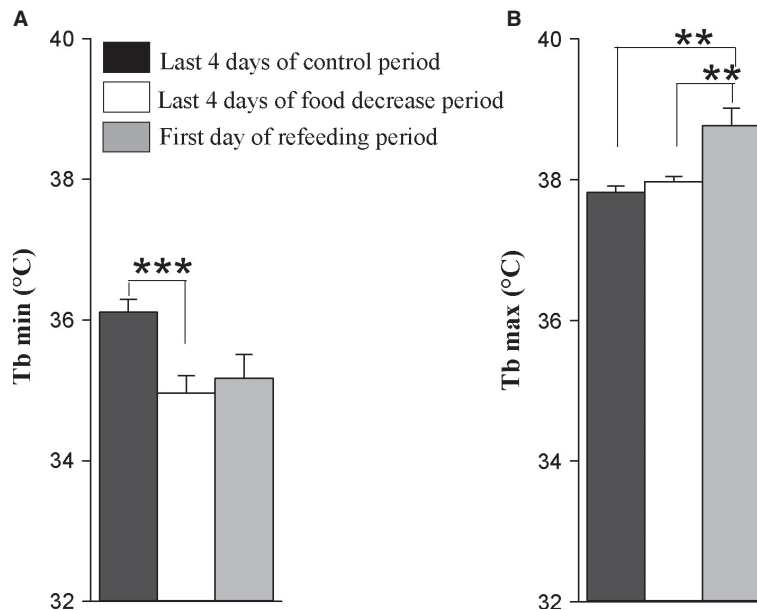 A
40
38
36
34
32
Tb min (°C)
Last 4 days of control period
Last 4 days of food decrease period
First day of refeeding period
***
B
40
38
36
34
32
Tb max (°C)
**
**